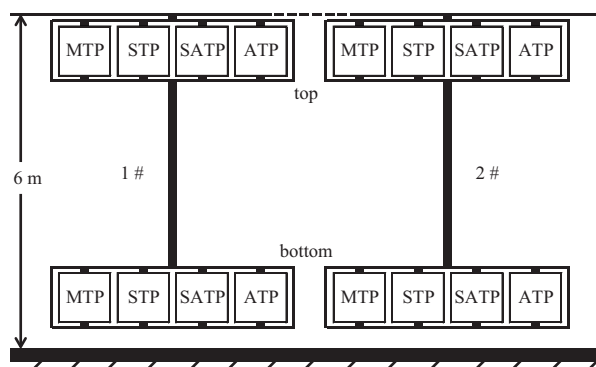 MTP STP SATP ATP MTP STP SATP ATP
top
6 m 1 # 2 #
bottom
MTP STP SATP ATP MTP STP SATP ATP